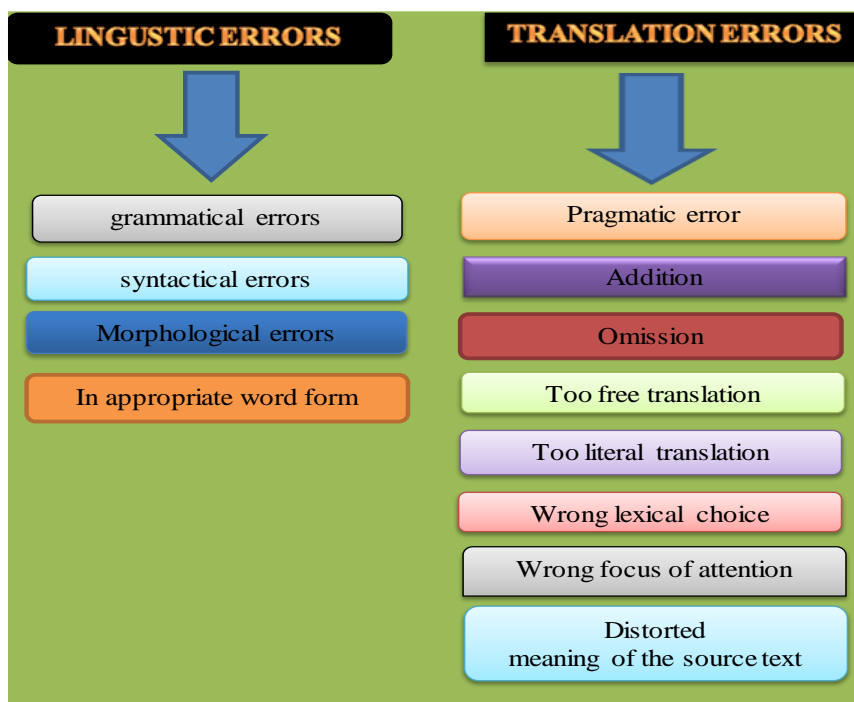 LINGUSTIC ERRORS
grammatical errors
syntactical errors
Morphological errors
In appropriate word form
TRANSLATION ERRORS
Pragmatic error
Addition
Omission
Too free translation
Too literal translation
Wrong lexical choice
Wrong focus of attention
Distorted
meaning of the source text